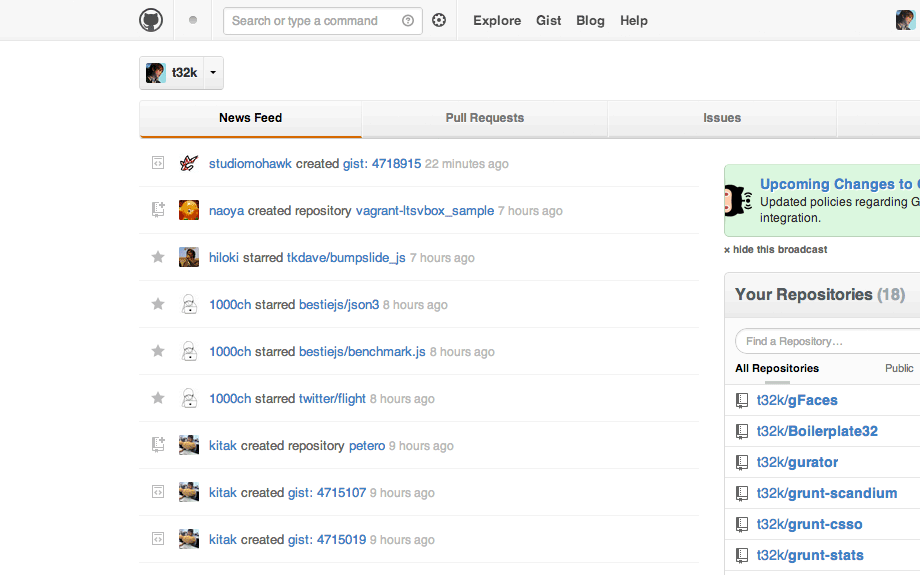 Search or type a command
Explore Gist Blog Help
t32k
News Feed Pull Requests Issues
studiomohawk created gist: 4718915 22 minutes ago
naoya created repository vagrant-ltsvbox_sample 7 hours ago
hiloki starred tkdave/bumpslide_js 7 hours ago
1000ch starred bestiejs/json3 8 hours ago
1000ch starred bestiejs/benchmark.js 8 hours ago
1000ch starred twitter/flight 8 hours ago
kitak created repository petero 9 hours ago
kitak created gist: 4715107 9 hours ago
kitak created gist: 4715019 9 hours ago
Upcoming Changes to
Updated policies regarding
integration.
× hide this broadcast
Your Repositories (18)
Find a Repository…
All Repositories Public
t32k/gFaces
t32k/Boilerplate32
t32k/gurator
t32k/grunt-scandium
t32k/grunt-csso
t32k/grunt-stats